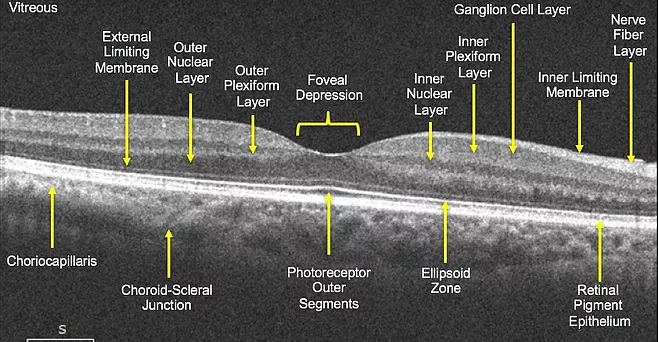 Vitreous
Ganglion Cell Layer
External
Limiting
Membrane
Outer
Nuclear
Layer
Outer
Plexiform
Layer
Foveal
Depression
Inner
Nuclear
Layer
Inner
Plexiform
Layer
Inner Limiting
Membrane
Nerve
Fiber
Layer
Choriocapillaris
Choroid-Scleral
Junction
Photoreceptor
Outer
Segments
Ellipsoid
Zone
Retinal
Pigment
Epithelium
S